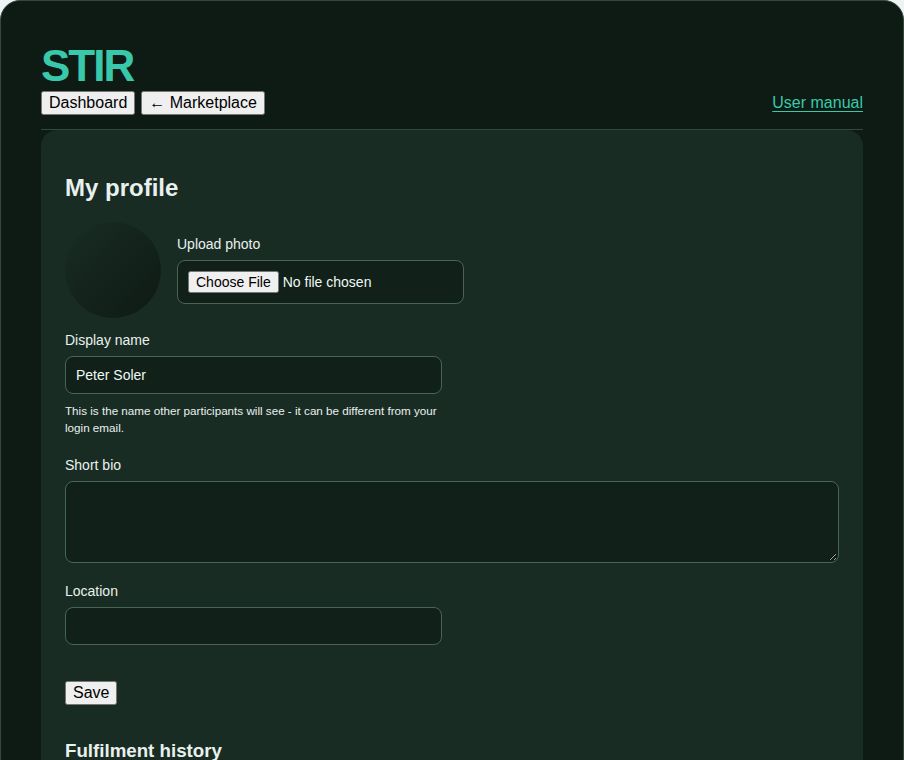 STIR
Dashboard ← Marketplace User manual
My profile
Upload photo
Choose File No file chosen
Display name
Peter Soler
This is the name other participants will see - it can be different from your
login email.
Short bio
Location
Save
Fulfilment history